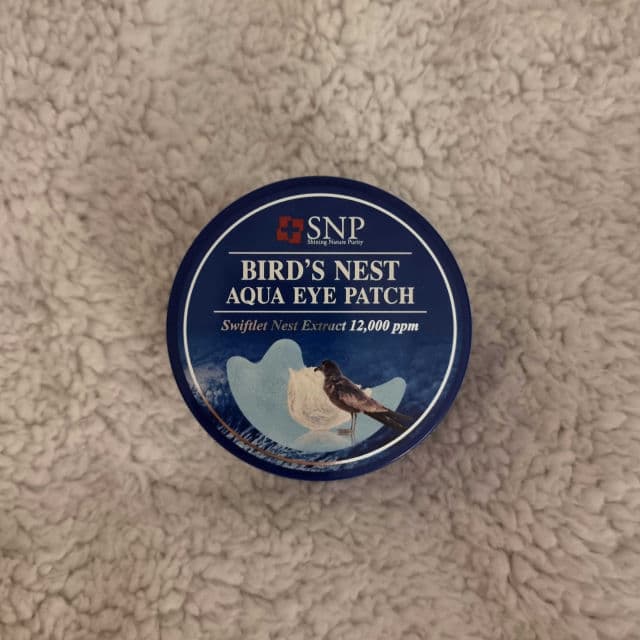 SNP
Shining Nature Purity
BIRD'S NEST
AQUA EYE PATCH
Swiftlet Nest Extract 12,000 ppm